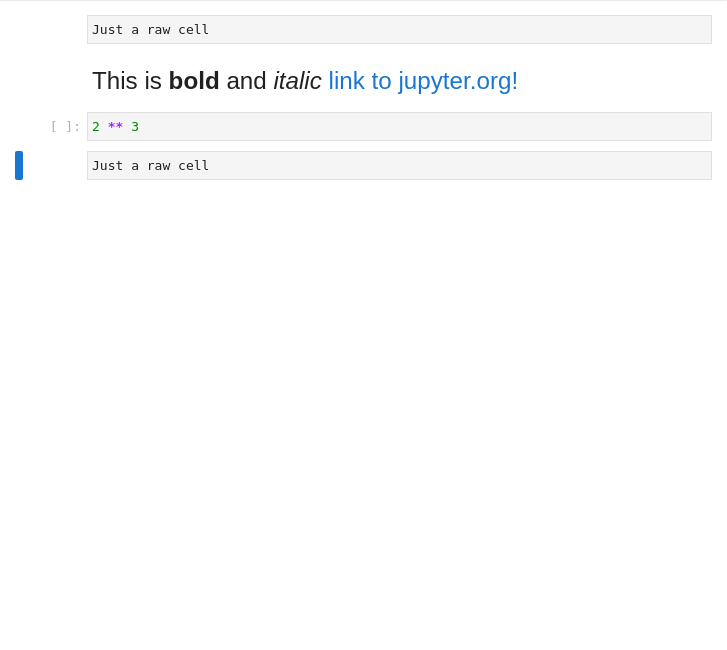 Just a raw cell
This is bold and italic link to jupyter.org!
[ ]: 2 ** 3
Just a raw cell